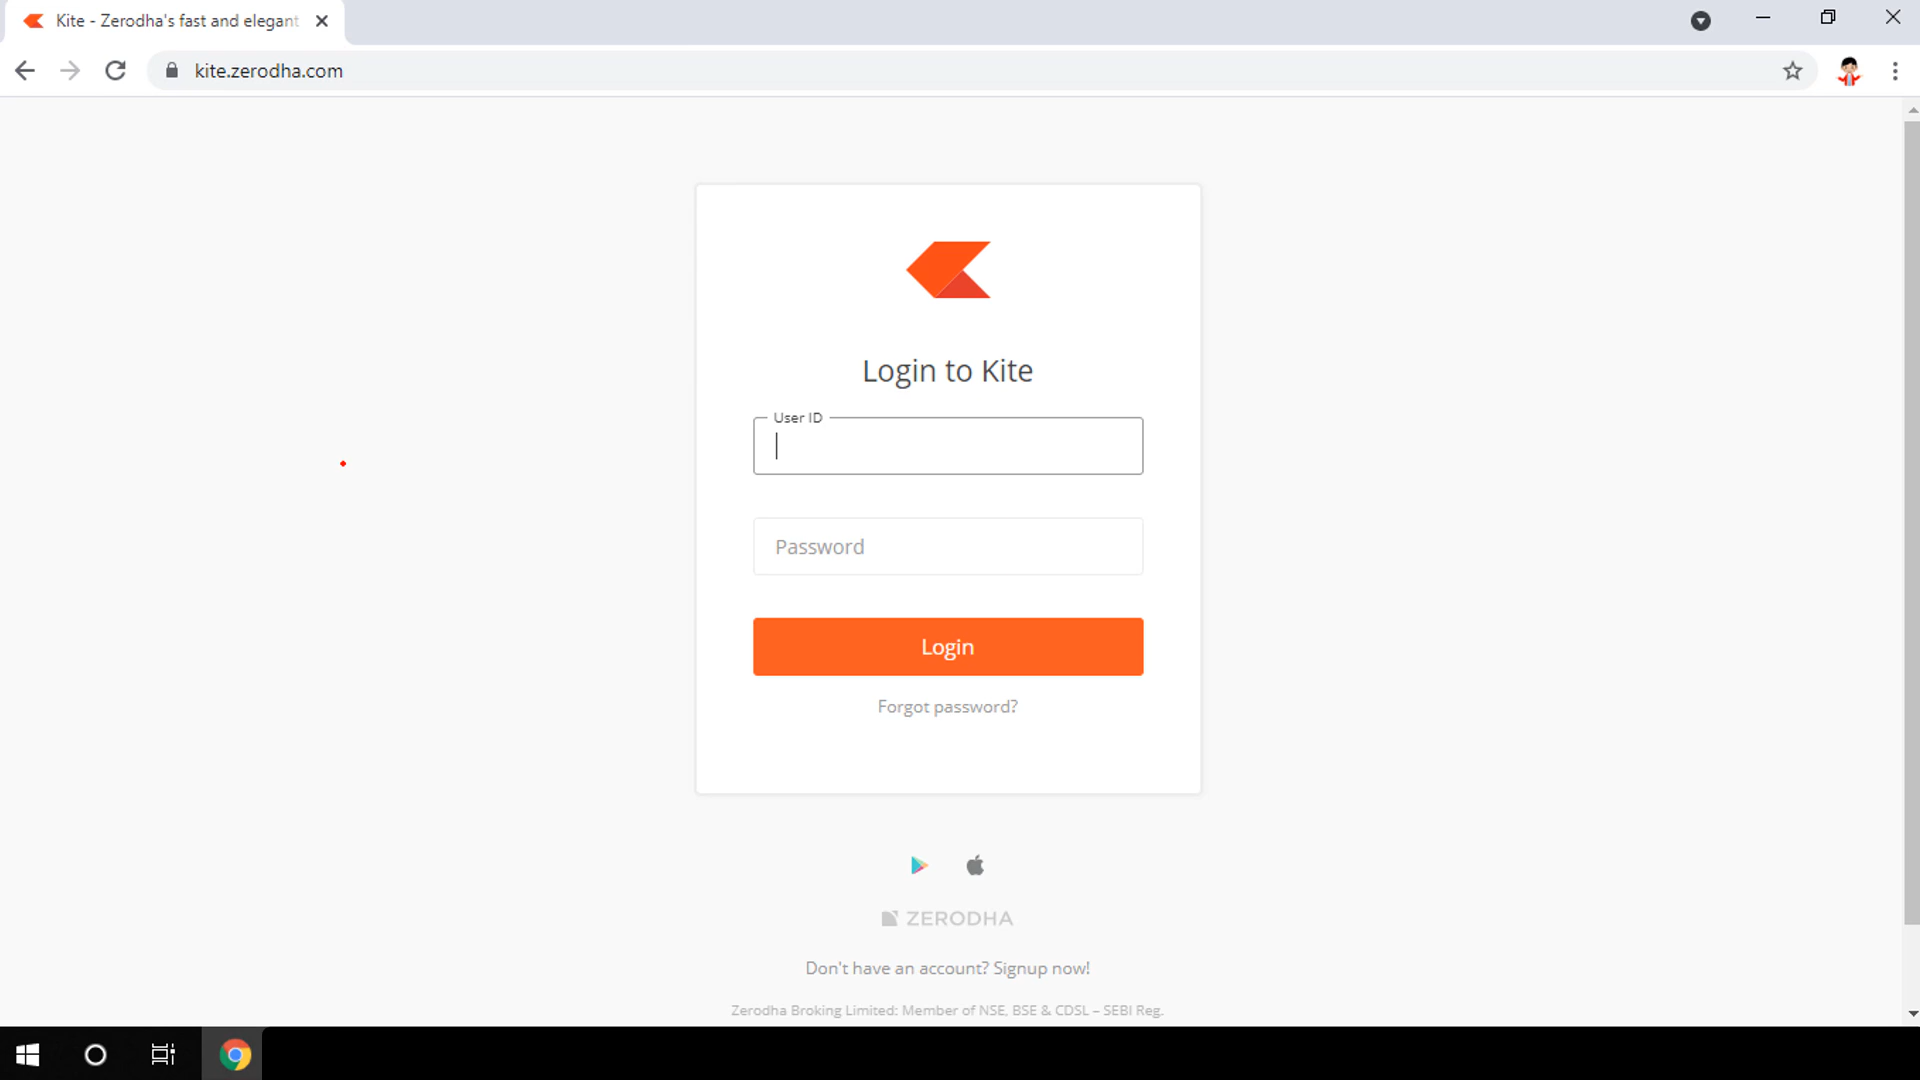 Kite - Zerodha's fast and elegant
kite.zerodha.com
Login to Kite
User ID
Password
Login
Forgot password?
ZERODHA
Don't have an account? Signup now!
Zerodha Broking Limited: Member of NSE, BSE & CDSL – SEBI Reg.